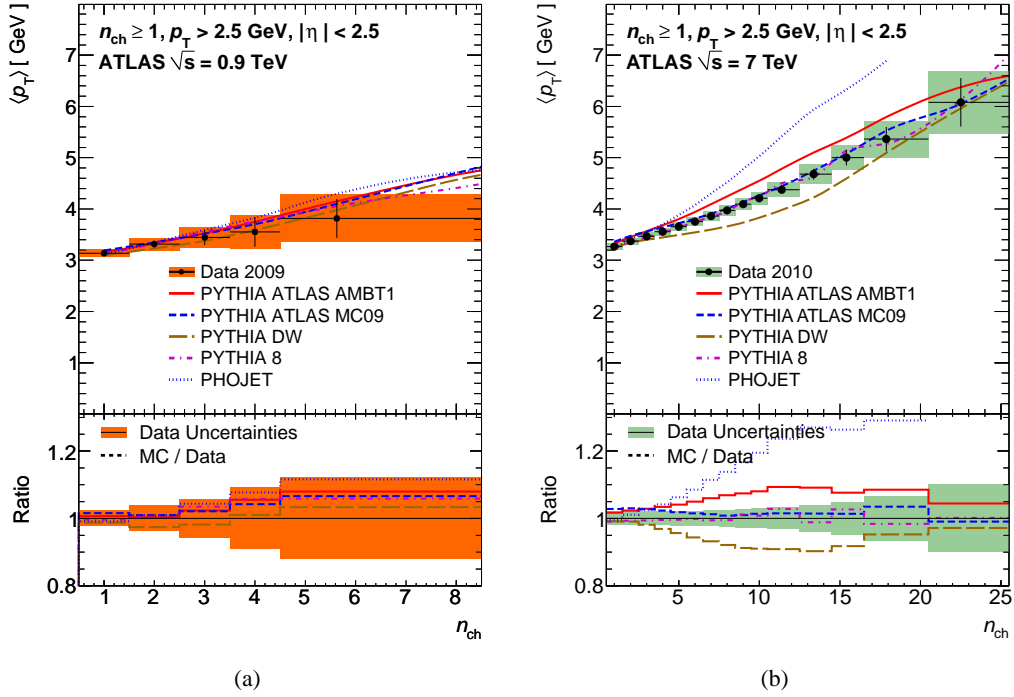 ⟨p_T⟩ [ GeV ]
n_ch ≥ 1, p_T > 2.5 GeV, |η| < 2.5
ATLAS √s = 0.9 TeV
7
6
5
4
3
2
1
Data 2009
PYTHIA ATLAS AMBT1
PYTHIA ATLAS MC09
PYTHIA DW
PYTHIA 8
PHOJET
Ratio
1.2
1
0.8
Data Uncertainties
MC / Data
1 2 3 4 5 6 7 8
n_ch
(a)
⟨p_T⟩ [ GeV ]
n_ch ≥ 1, p_T > 2.5 GeV, |η| < 2.5
ATLAS √s = 7 TeV
7
6
5
4
3
2
1
Data 2010
PYTHIA ATLAS AMBT1
PYTHIA ATLAS MC09
PYTHIA DW
PYTHIA 8
PHOJET
Ratio
1.2
1
0.8
Data Uncertainties
MC / Data
5 10 15 20 25
n_ch
(b)